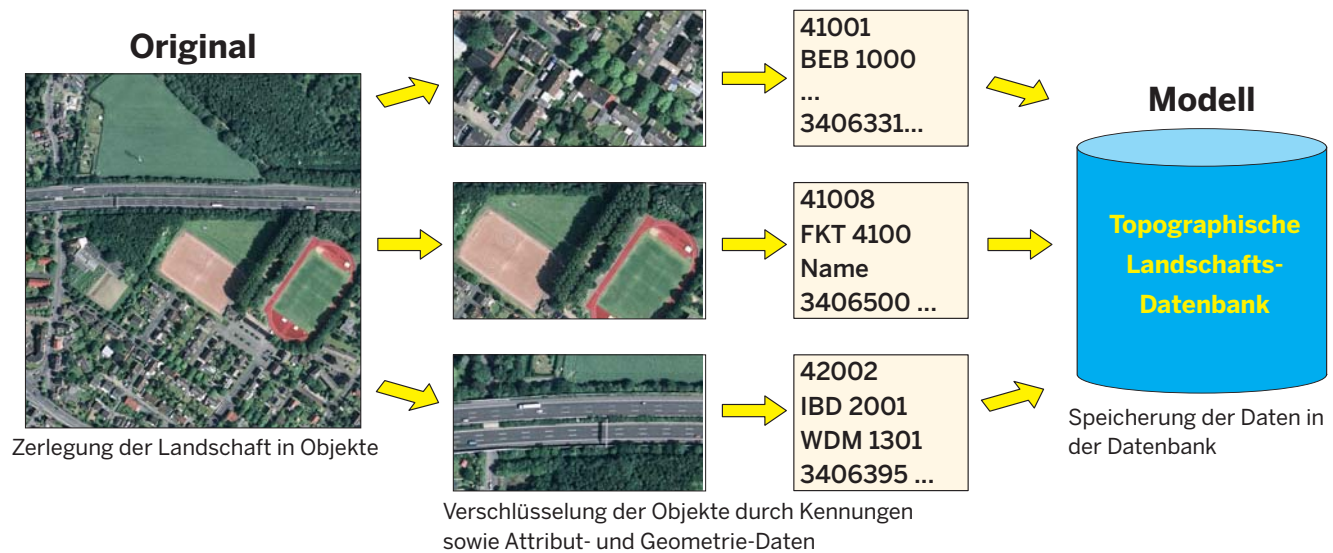 Original
Zerlegung der Landschaft in Objekte
41001
BEB 1000
...
3406331...
41008
FKT 4100
Name
3406500 ...
42002
IBD 2001
WDM 1301
3406395 ...
Verschlüsselung der Objekte durch Kennungen
sowie Attribut- und Geometrie-Daten
Modell
Topographische
Landschafts-
Datenbank
Speicherung der Daten in
der Datenbank